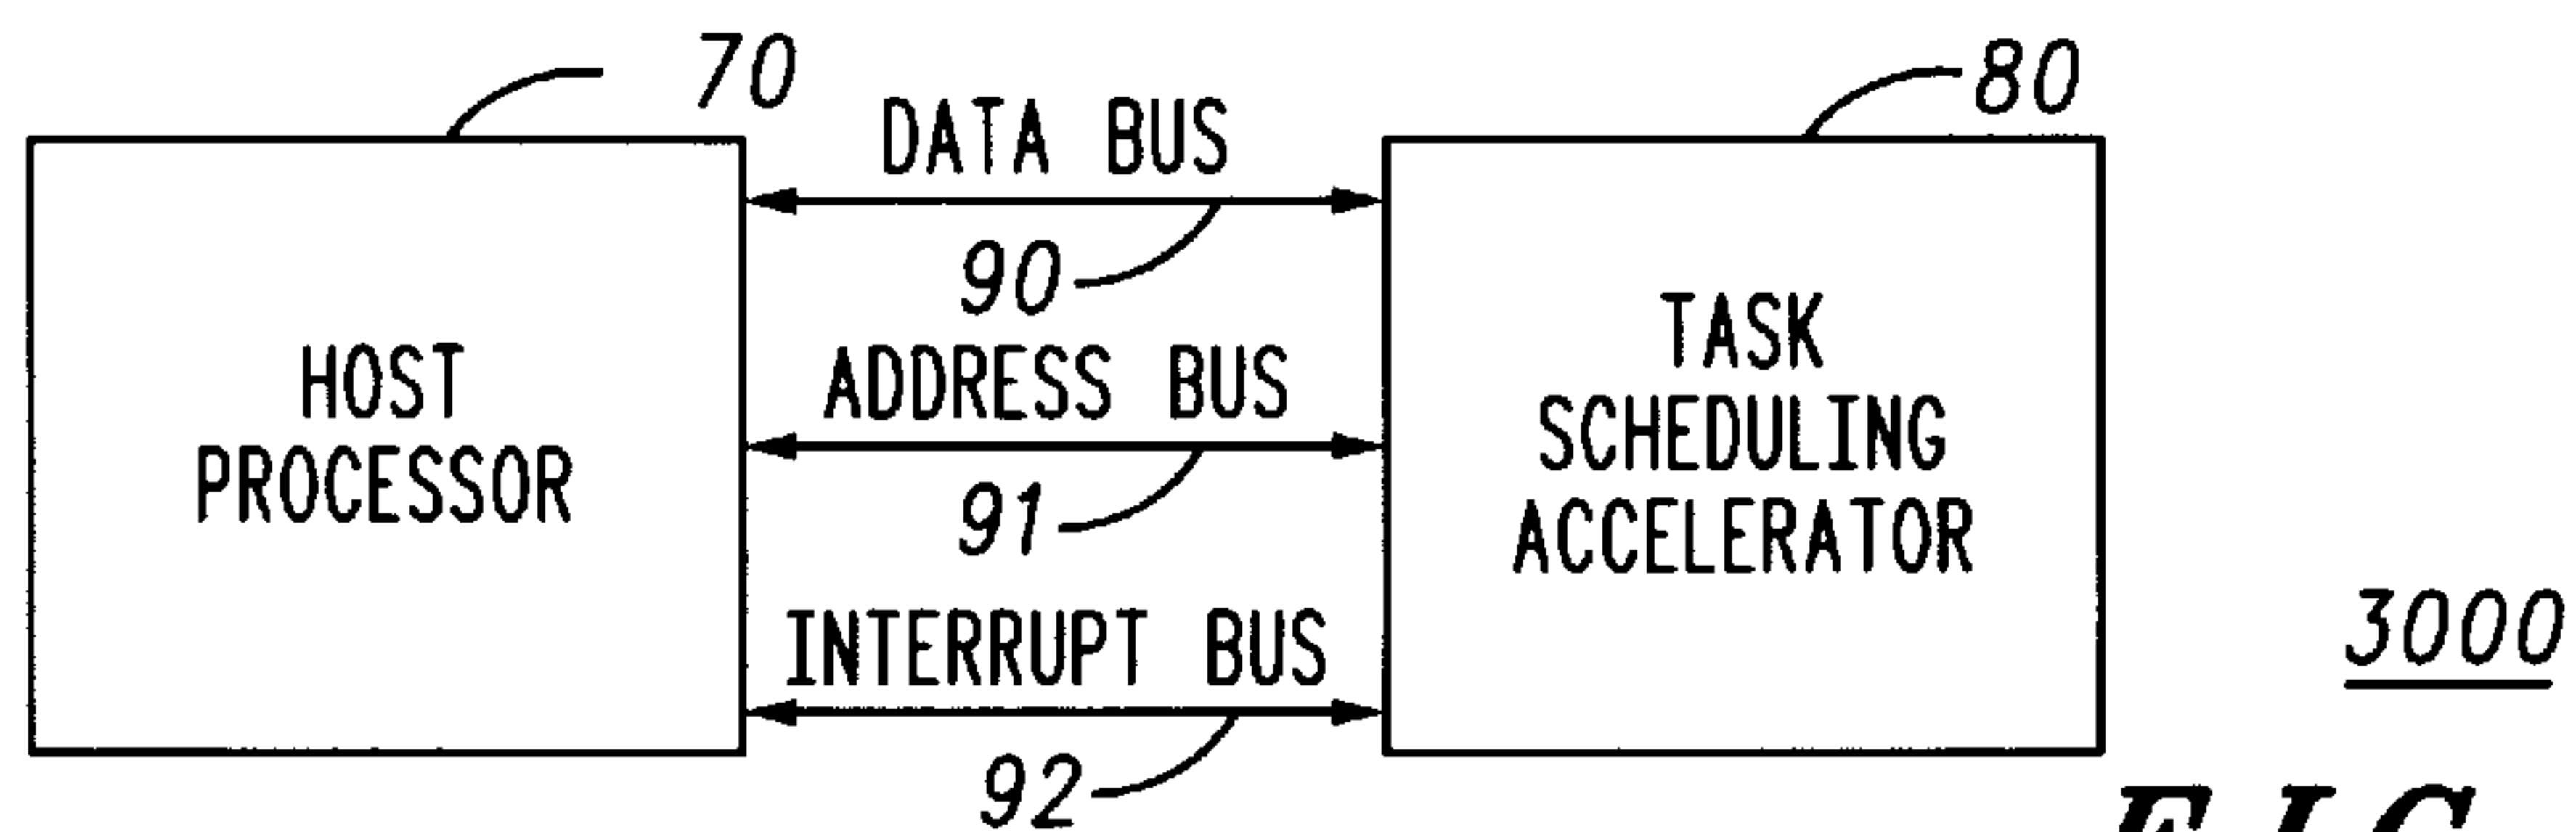 70
80
DATA BUS
90
HOST
PROCESSOR
ADDRESS BUS
91
TASK
SCHEDULING
ACCELERATOR
INTERRUPT BUS
92
3000